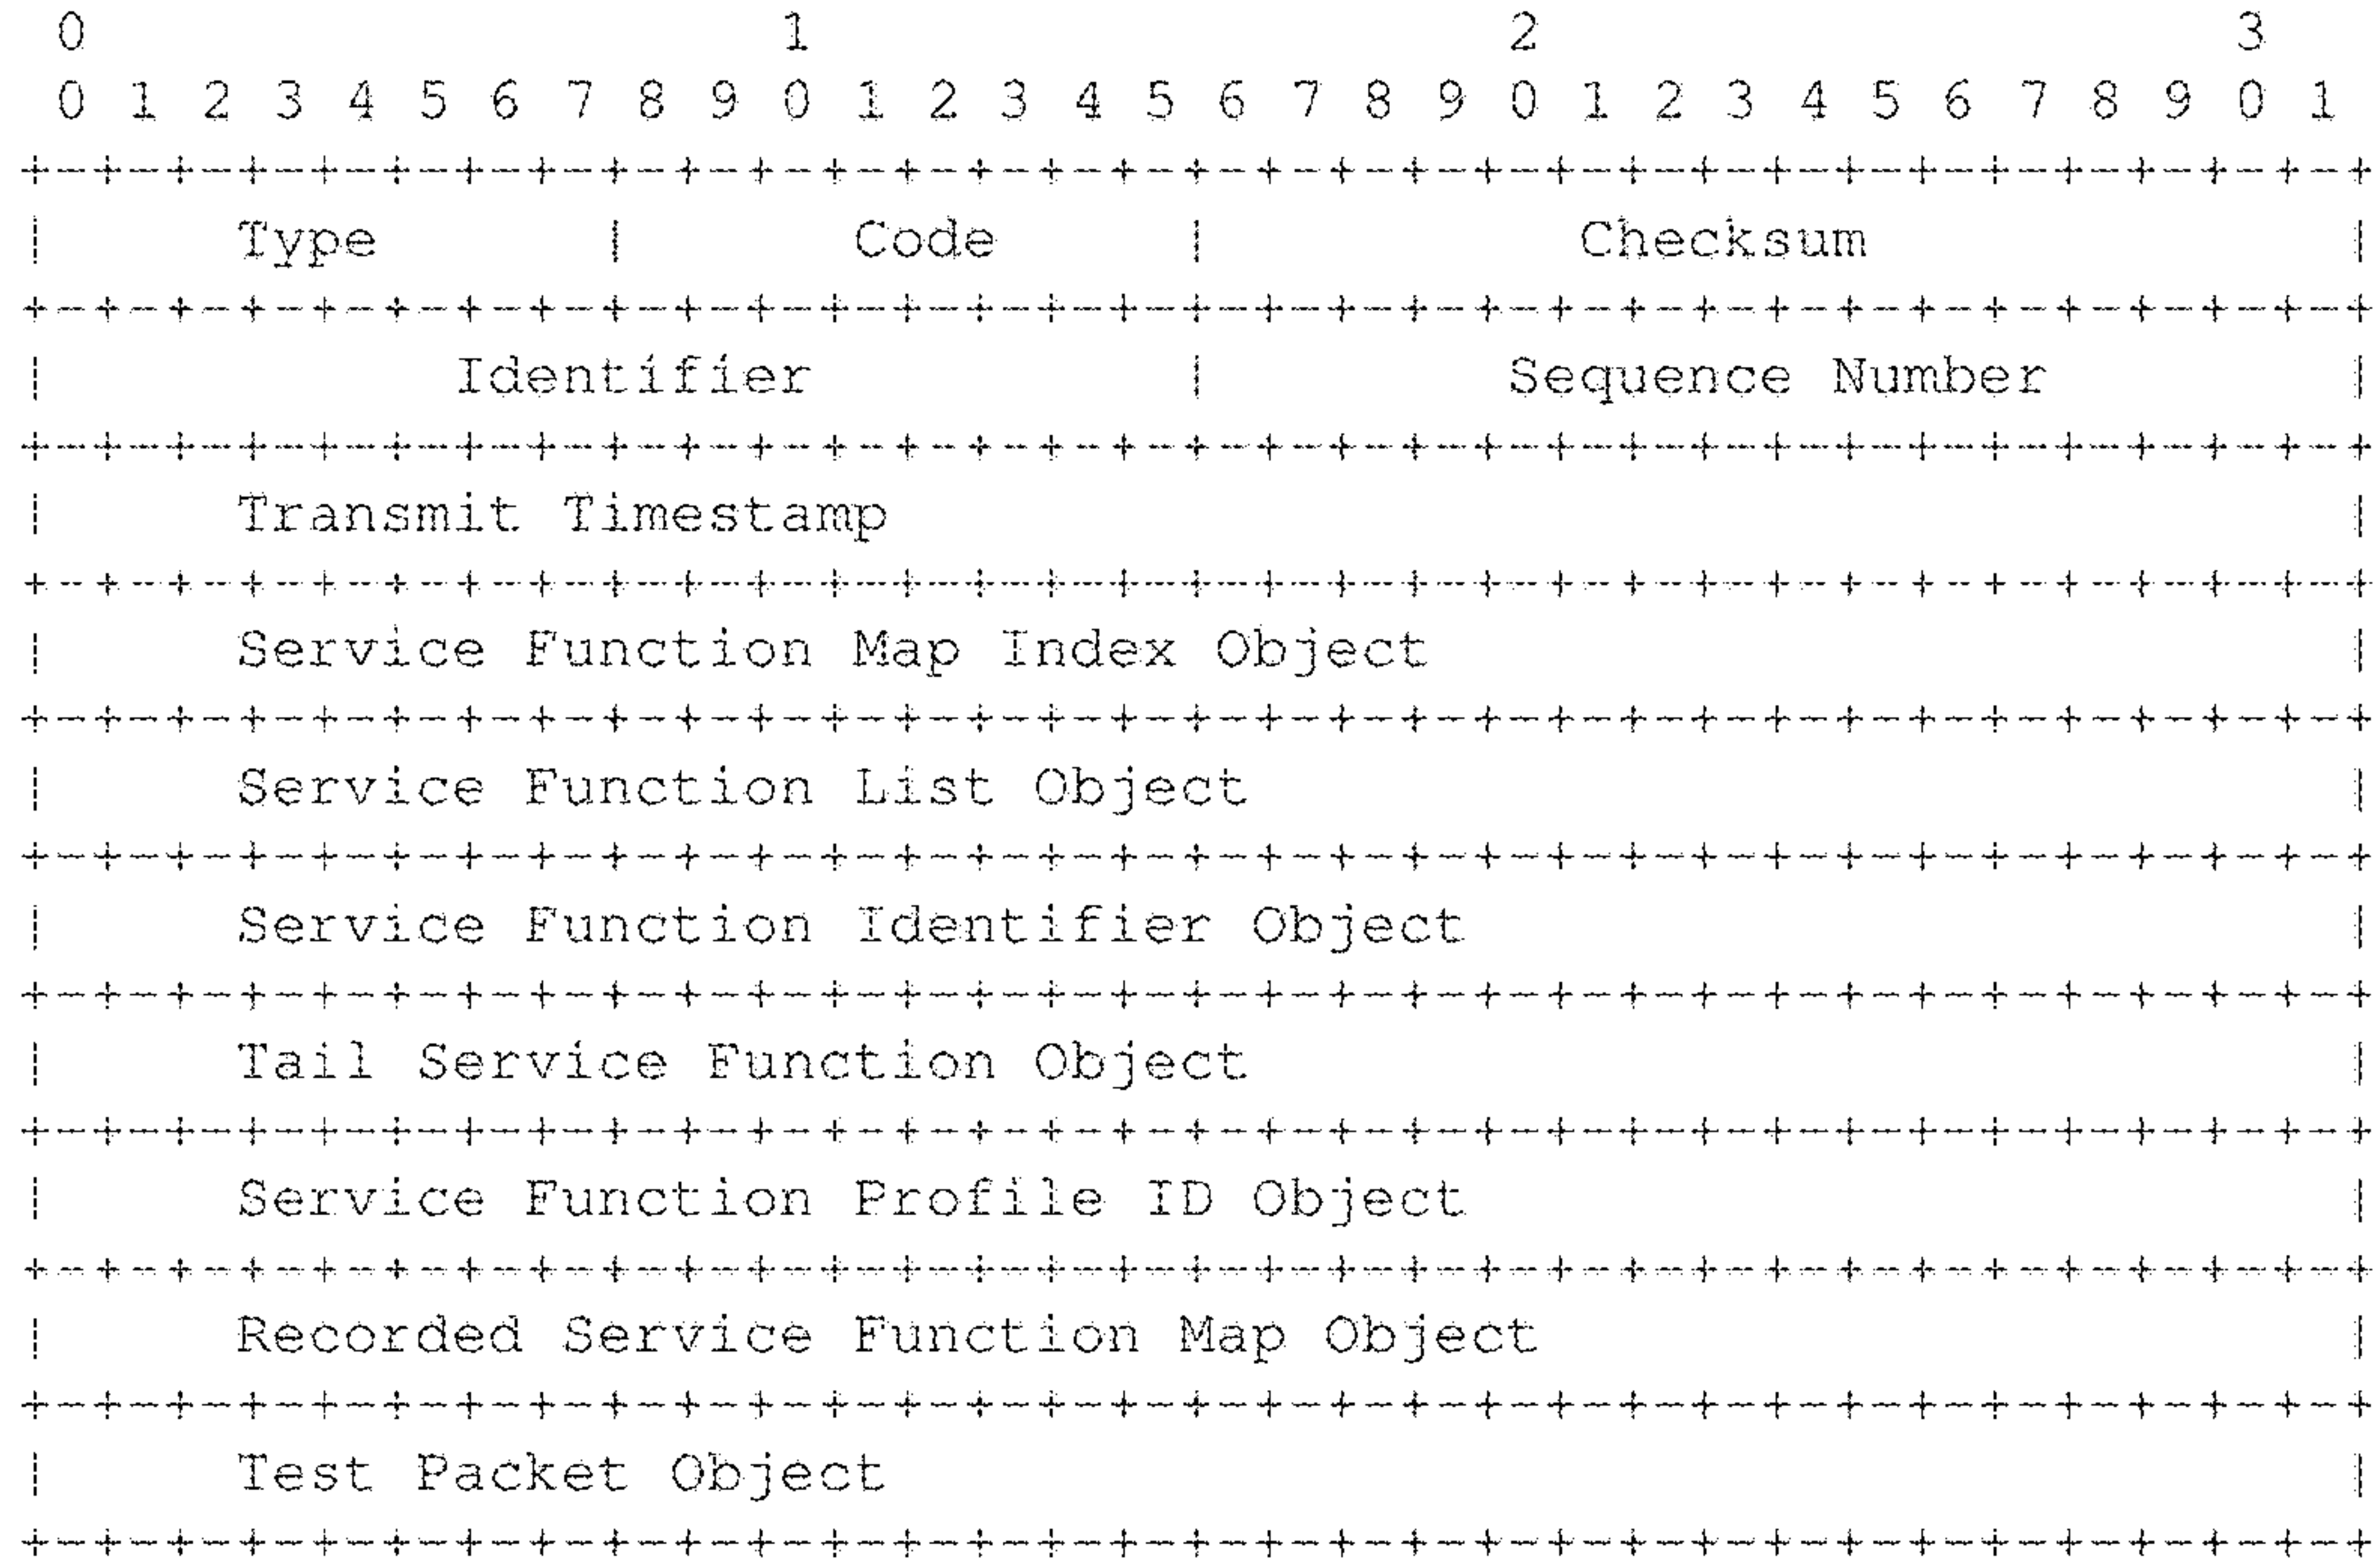 0                   1                   2                   3
 0 1 2 3 4 5 6 7 8 9 0 1 2 3 4 5 6 7 8 9 0 1 2 3 4 5 6 7 8 9 0 1
+-+-+-+-+-+-+-+-+-+-+-+-+-+-+-+-+-+-+-+-+-+-+-+-+-+-+-+-+-+-+-+-+
|     Type      |      Code     |          Checksum             |
+-+-+-+-+-+-+-+-+-+-+-+-+-+-+-+-+-+-+-+-+-+-+-+-+-+-+-+-+-+-+-+-+
|           Identifier          |        Sequence Number        |
+-+-+-+-+-+-+-+-+-+-+-+-+-+-+-+-+-+-+-+-+-+-+-+-+-+-+-+-+-+-+-+-+
|     Transmit Timestamp                                        |
+-+-+-+-+-+-+-+-+-+-+-+-+-+-+-+-+-+-+-+-+-+-+-+-+-+-+-+-+-+-+-+-+
|     Service Function Map Index Object                         |
+-+-+-+-+-+-+-+-+-+-+-+-+-+-+-+-+-+-+-+-+-+-+-+-+-+-+-+-+-+-+-+-+
|     Service Function List Object                              |
+-+-+-+-+-+-+-+-+-+-+-+-+-+-+-+-+-+-+-+-+-+-+-+-+-+-+-+-+-+-+-+-+
|     Service Function Identifier Object                        |
+-+-+-+-+-+-+-+-+-+-+-+-+-+-+-+-+-+-+-+-+-+-+-+-+-+-+-+-+-+-+-+-+
|     Tail Service Function Object                              |
+-+-+-+-+-+-+-+-+-+-+-+-+-+-+-+-+-+-+-+-+-+-+-+-+-+-+-+-+-+-+-+-+
|     Service Function Profile ID Object                        |
+-+-+-+-+-+-+-+-+-+-+-+-+-+-+-+-+-+-+-+-+-+-+-+-+-+-+-+-+-+-+-+-+
|     Recorded Service Function Map Object                      |
+-+-+-+-+-+-+-+-+-+-+-+-+-+-+-+-+-+-+-+-+-+-+-+-+-+-+-+-+-+-+-+-+
|     Test Packet Object                                        |
+-+-+-+-+-+-+-+-+-+-+-+-+-+-+-+-+-+-+-+-+-+-+-+-+-+-+-+-+-+-+-+-+